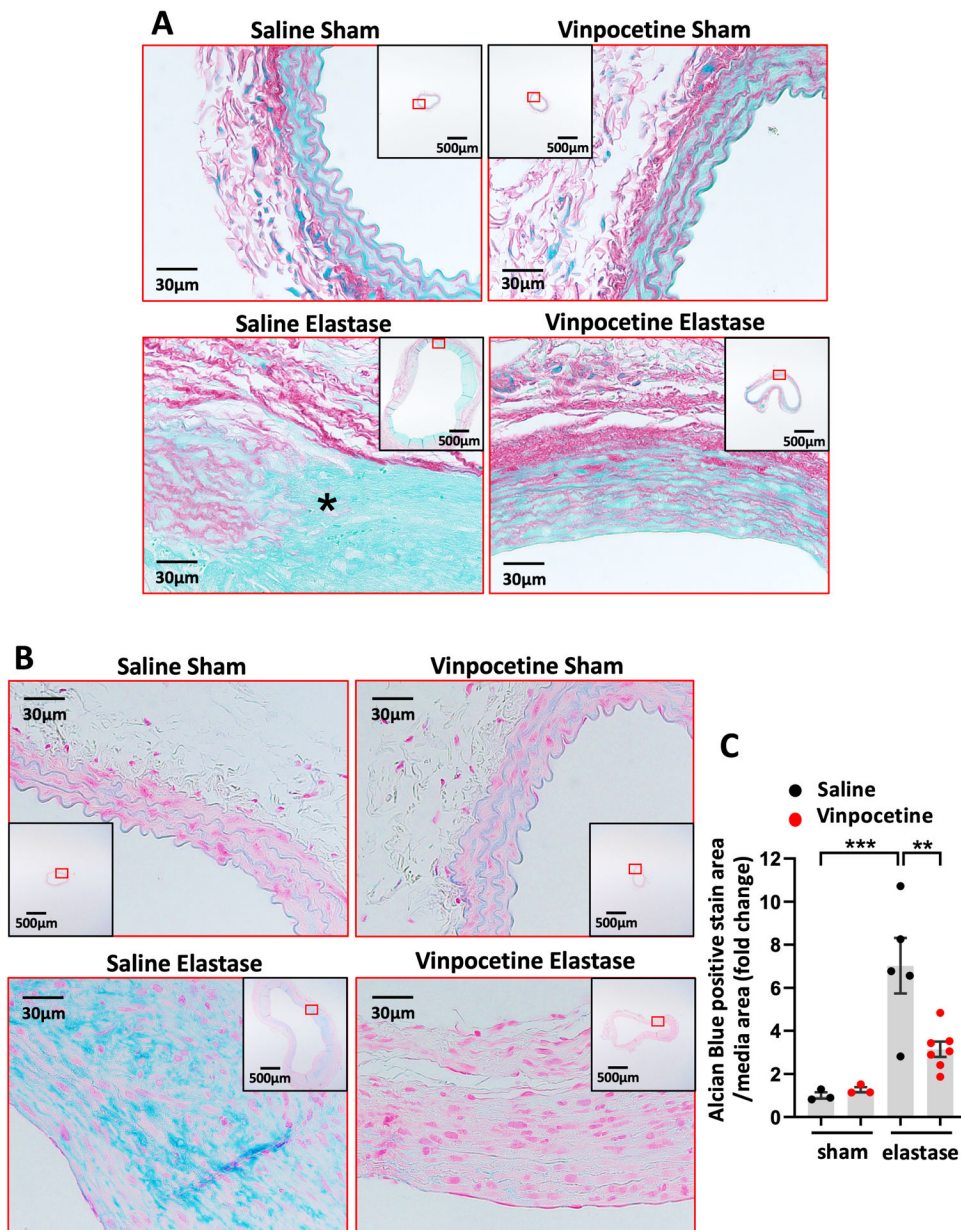 A
Saline Sham
Vinpocetine Sham
500µm
500µm
30µm
30µm
Saline Elastase
Vinpocetine Elastase
500µm
500µm
*
30µm
30µm
B
Saline Sham
Vinpocetine Sham
30µm
30µm
500µm
500µm
Saline Elastase
Vinpocetine Elastase
30µm
30µm
500µm
500µm
C
Saline
Vinpocetine
*** **
12
10
8
6
4
2
0
Alcian Blue positive stain area
/media area (fold change)
sham elastase